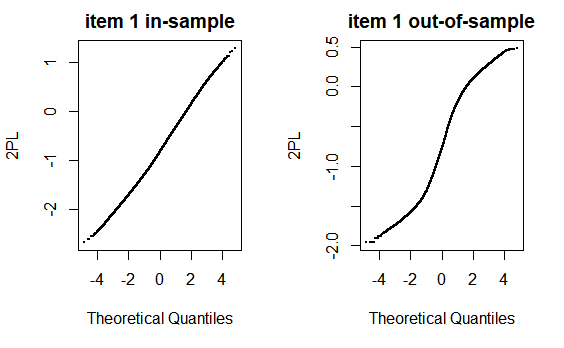 item 1 in-sample
2PL
1
0
-1
-2
-4 -2 0 2 4
Theoretical Quantiles
item 1 out-of-sample
2PL
0.5
0.0
-1.0
-2.0
-4 -2 0 2 4
Theoretical Quantiles